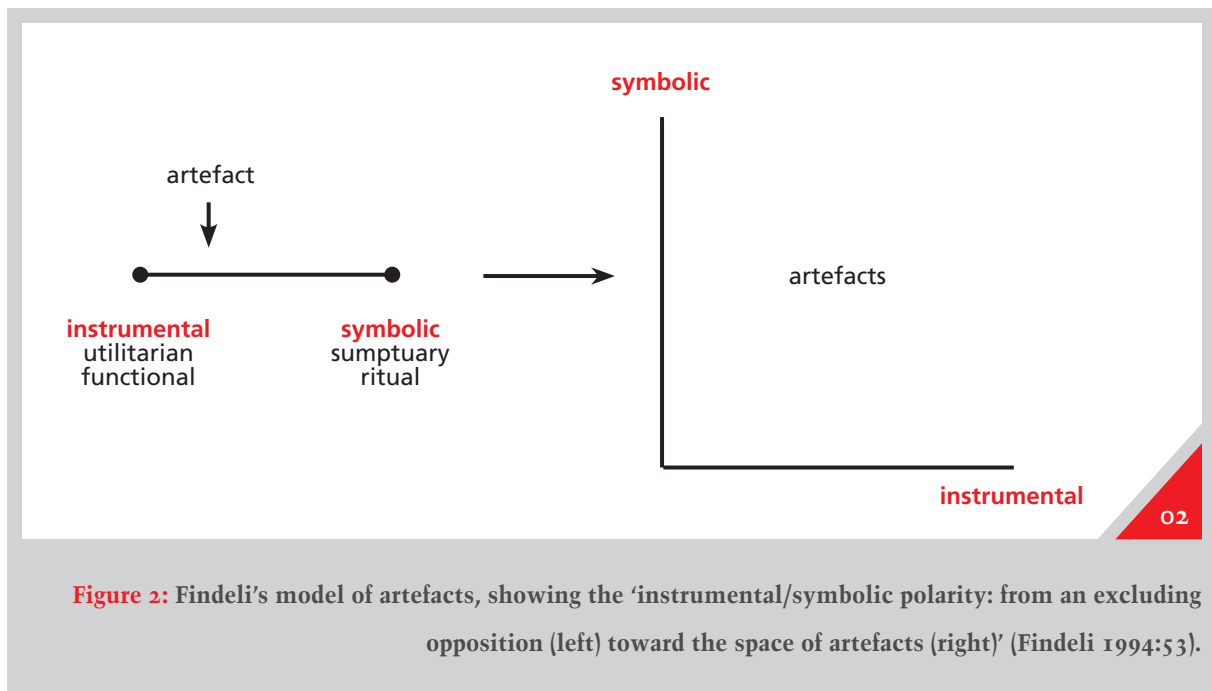 symbolic
artefact
artefacts
instrumental
utilitarian
functional
symbolic
sumptuary
ritual
instrumental
02
Figure 2: Findeli’s model of artefacts, showing the ‘instrumental/symbolic polarity: from an excluding
opposition (left) toward the space of artefacts (right)’ (Findeli 1994:53).